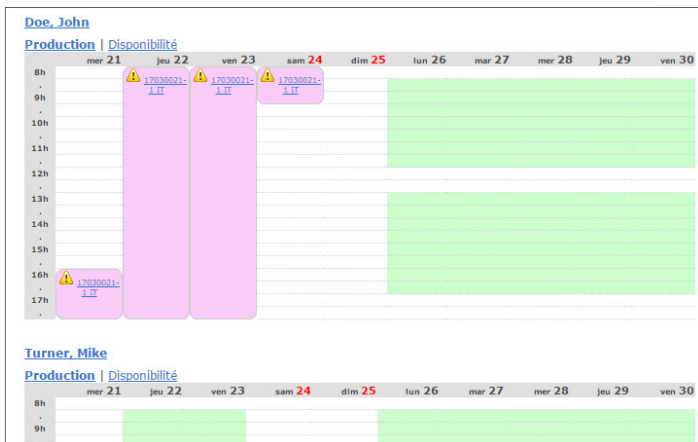 Doe, John
Production | Disponibilité
mer 21 jeu 22 ven 23 sam 24 dim 25 lun 26 mar 27 mer 28 jeu 29 ven 30
8h
.
17030021-
1 IT
17030021-
1 IT
17030021-
1 IT
9h
.
10h
.
11h
.
12h
.
13h
.
14h
.
15h
.
16h
.
17030021-
1 IT
17h
.
Turner, Mike
Production | Disponibilité
mer 21 jeu 22 ven 23 sam 24 dim 25 lun 26 mar 27 mer 28 jeu 29 ven 30
8h
.
9h